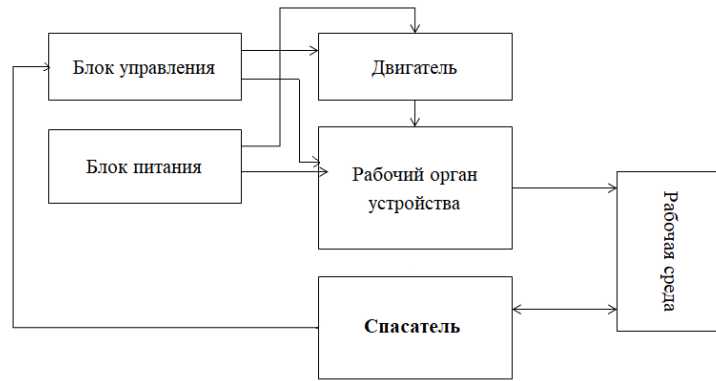 Блок управления
Двигатель
Блок питания
Рабочий орган
устройства
Рабочая среда
Спасатель